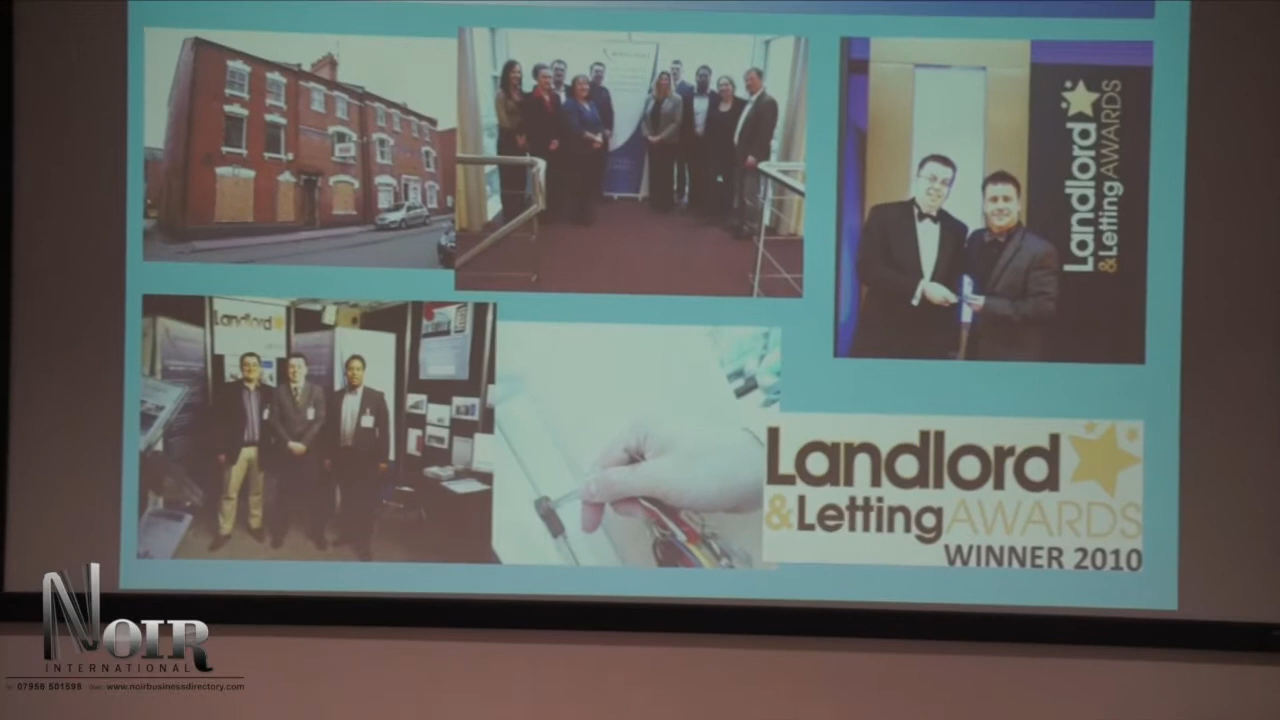 Landlord
& Letting AWARDS
Landlord
Landlord
&Letting AWARDS
WINNER 2010
NOIR
INTERNATIONAL
07956 501598
www.noirbusinessdirectory.com